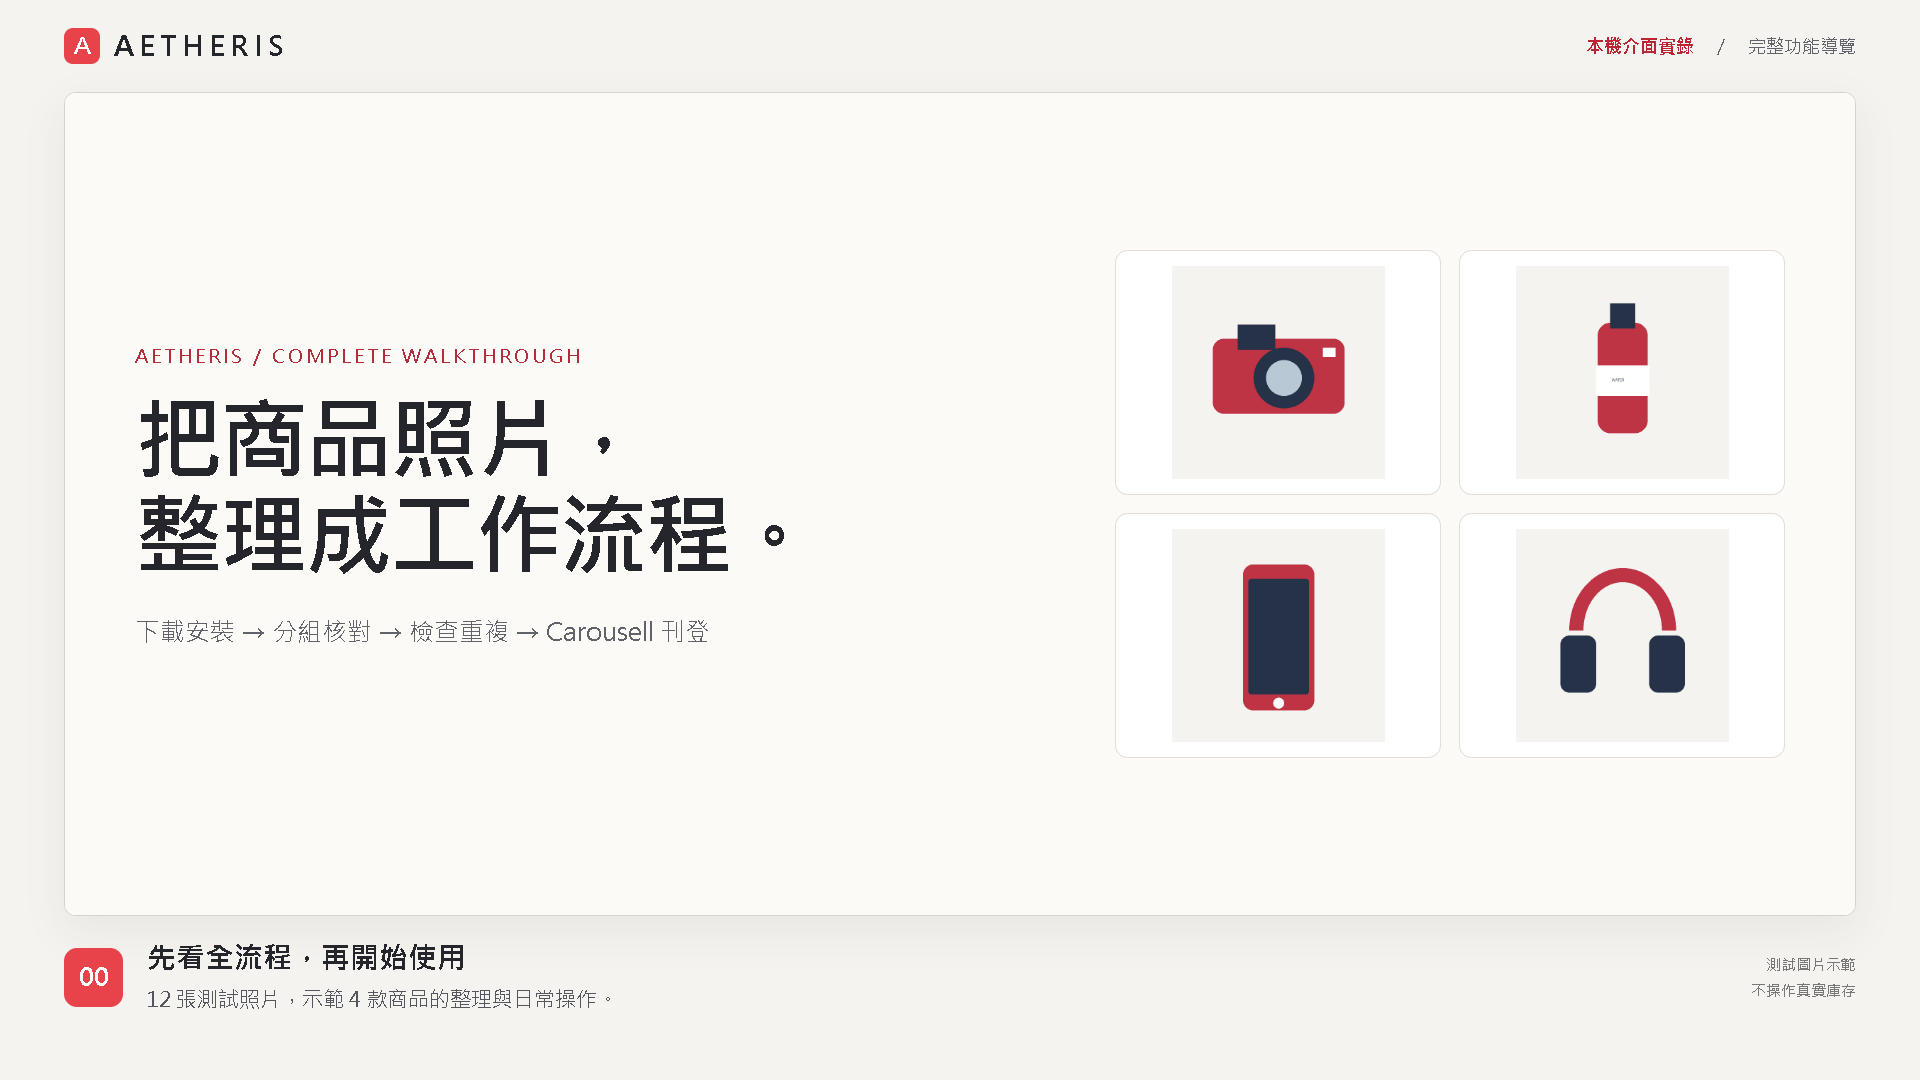 A AETHERIS
本機介面實錄 / 完整功能導覽
AETHERIS / COMPLETE WALKTHROUGH
把商品照片，
整理成工作流程。
下載安裝 → 分組核對 → 檢查重複 → Carousell 刊登
00
先看全流程，再開始使用
12 張測試照片，示範 4 款商品的整理與日常操作。
測試圖片示範
不操作真實庫存